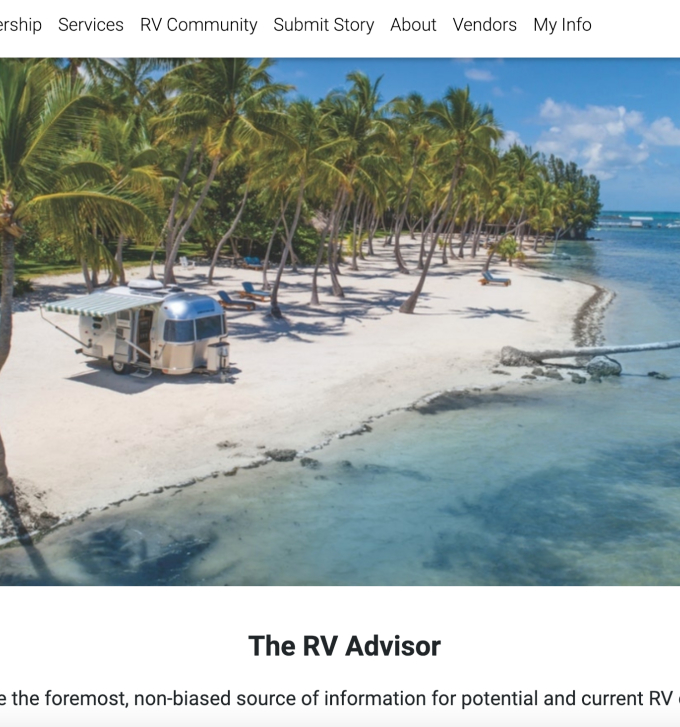 ership Services RV Community Submit Story About Vendors My Info
The RV Advisor
e the foremost, non-biased source of information for potential and current RV